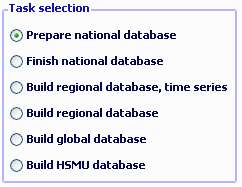 Task selection
Prepare national database
Finish national database
Build regional database, time series
Build regional database
Build global database
Build HSMU database